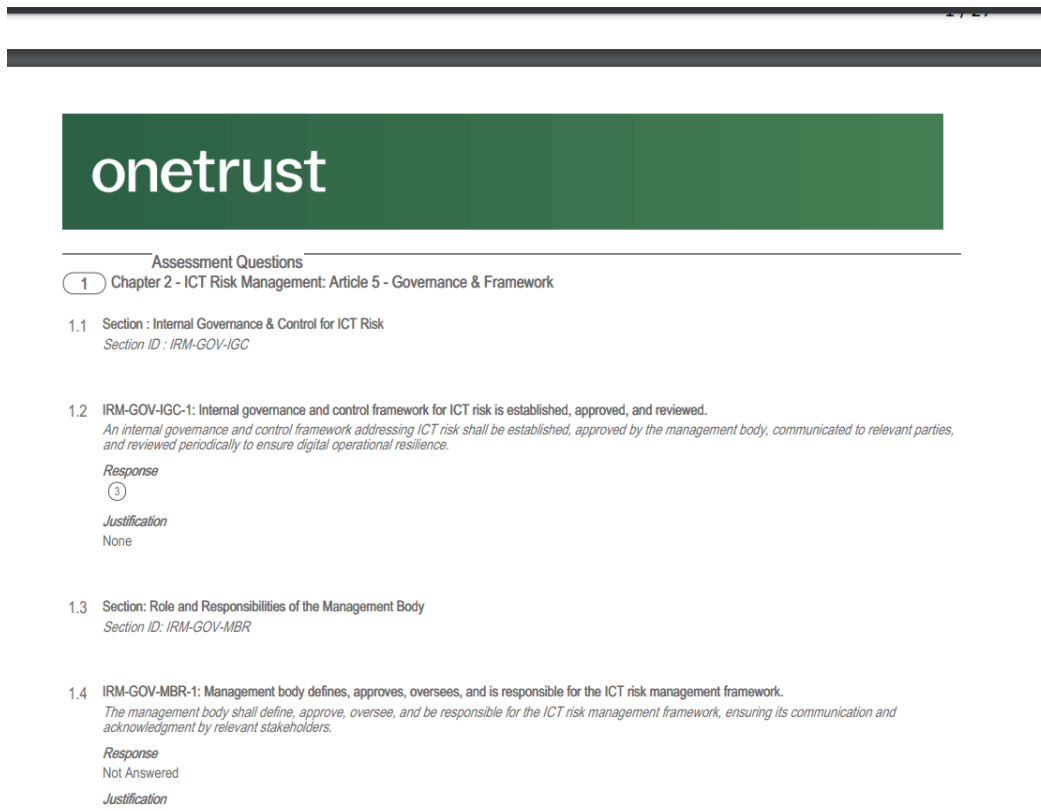 onetrust
Assessment Questions
1 Chapter 2 - ICT Risk Management: Article 5 - Governance & Framework
1.1 Section : Internal Governance & Control for ICT Risk
Section ID : IRM-GOV-IGC
1.2 IRM-GOV-IGC-1: Internal governance and control framework for ICT risk is established, approved, and reviewed.
An internal governance and control framework addressing ICT risk shall be established, approved by the management body, communicated to relevant parties,
and reviewed periodically to ensure digital operational resilience.
Response
3
Justification
None
1.3 Section: Role and Responsibilities of the Management Body
Section ID: IRM-GOV-MBR
1.4 IRM-GOV-MBR-1: Management body defines, approves, oversees, and is responsible for the ICT risk management framework.
The management body shall define, approve, oversee, and be responsible for the ICT risk management framework, ensuring its communication and
acknowledgment by relevant stakeholders.
Response
Not Answered
Justification